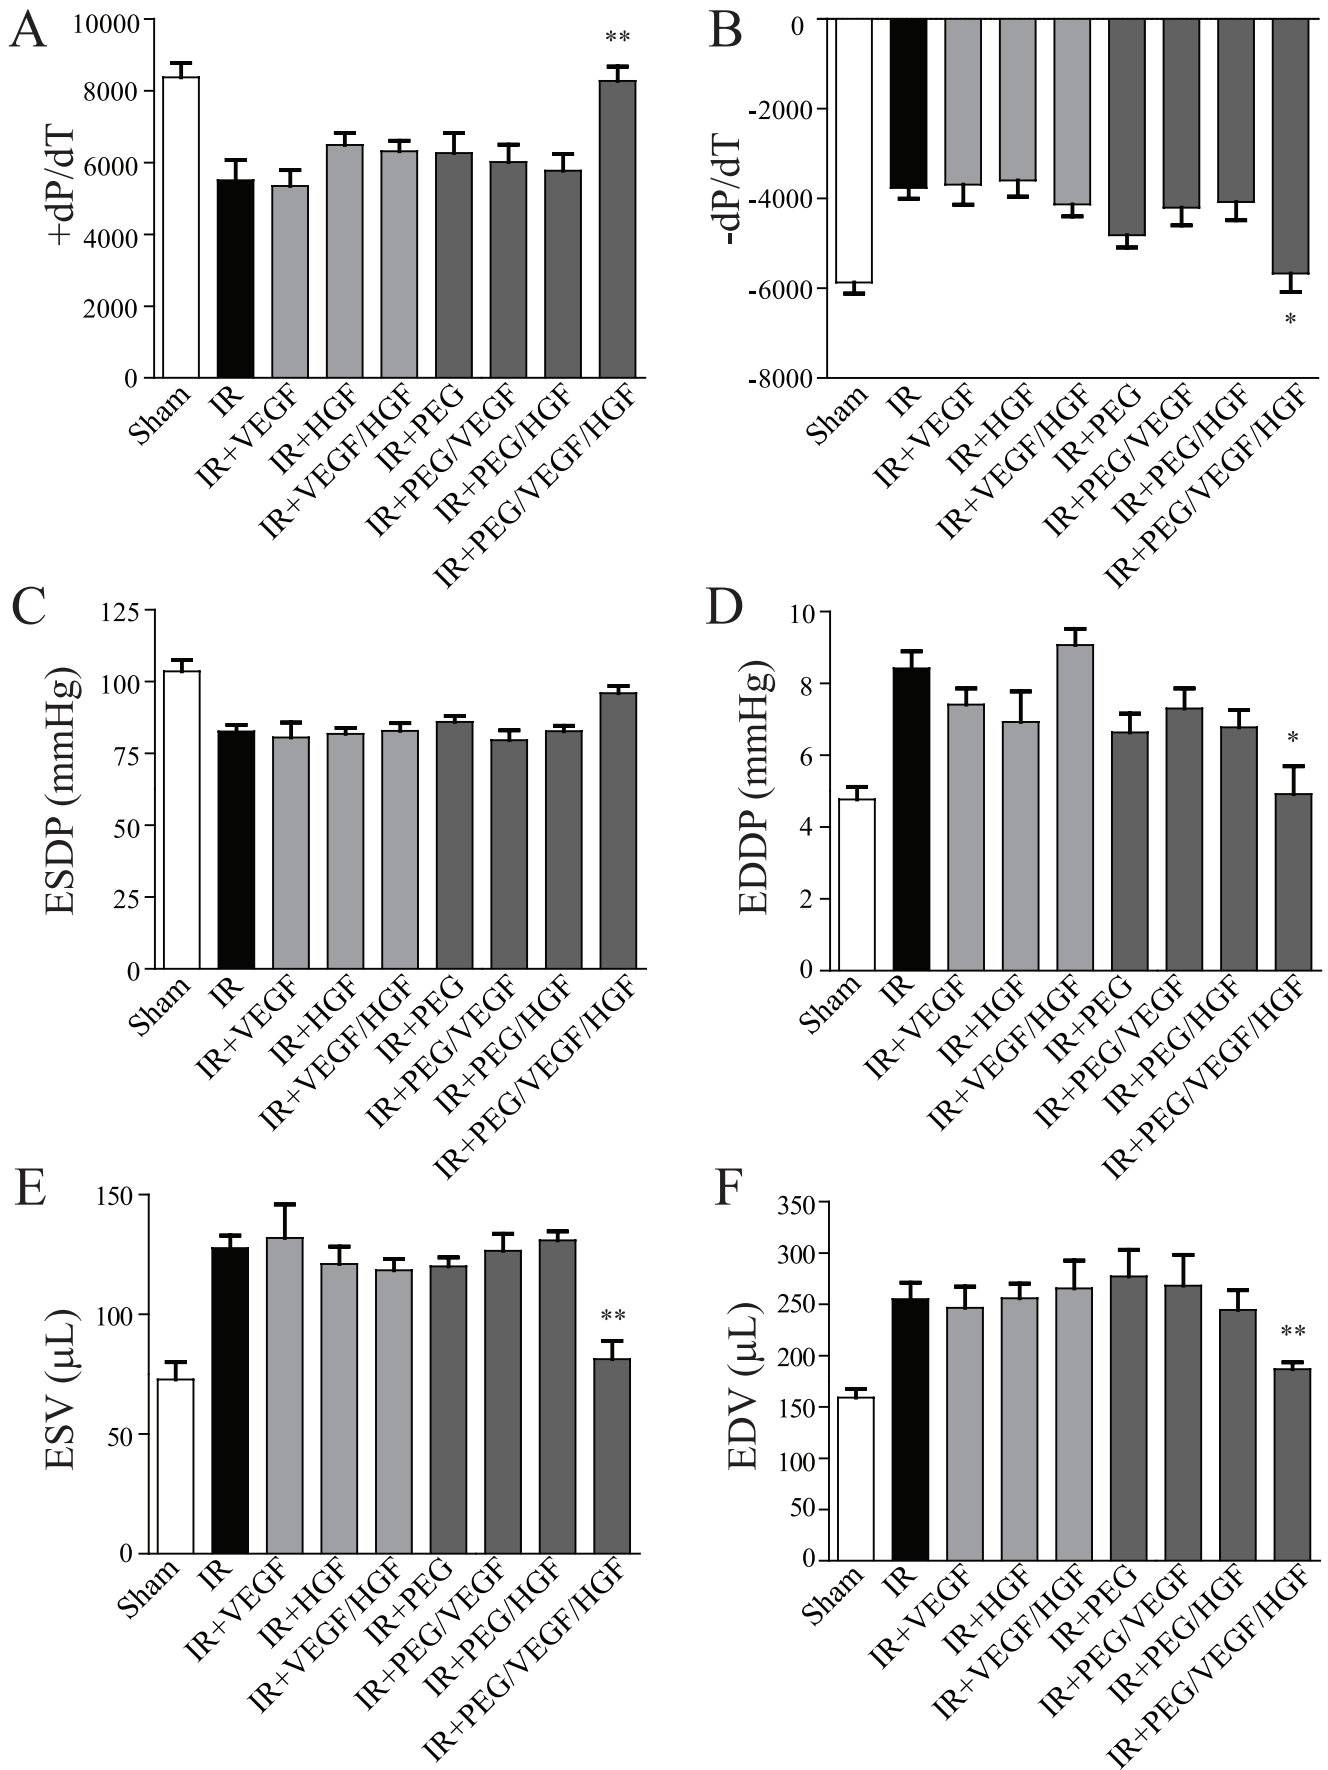 A
+dP/dT
10000
8000
6000
4000
2000
0
**
Sham
IR
IR+VEGF
IR+HGF
IR+VEGF/HGF
IR+PEG
IR+PEG/VEGF
IR+PEG/HGF
IR+PEG/VEGF/HGF
B
-dP/dT
0
-2000
-4000
-6000
-8000
*
Sham
IR
IR+VEGF
IR+HGF
IR+VEGF/HGF
IR+PEG
IR+PEG/VEGF
IR+PEG/HGF
IR+PEG/VEGF/HGF
C
ESDP (mmHg)
125
100
75
50
25
0
Sham
IR
IR+VEGF
IR+HGF
IR+VEGF/HGF
IR+PEG
IR+PEG/VEGF
IR+PEG/HGF
IR+PEG/VEGF/HGF
D
EDDP (mmHg)
10
8
6
4
2
0
*
Sham
IR
IR+VEGF
IR+HGF
IR+VEGF/HGF
IR+PEG
IR+PEG/VEGF
IR+PEG/HGF
IR+PEG/VEGF/HGF
E
ESV (µL)
150
100
50
0
**
Sham
IR
IR+VEGF
IR+HGF
IR+VEGF/HGF
IR+PEG
IR+PEG/VEGF
IR+PEG/HGF
IR+PEG/VEGF/HGF
F
EDV (µL)
350
300
250
200
150
100
50
0
**
Sham
IR
IR+VEGF
IR+HGF
IR+VEGF/HGF
IR+PEG
IR+PEG/VEGF
IR+PEG/HGF
IR+PEG/VEGF/HGF